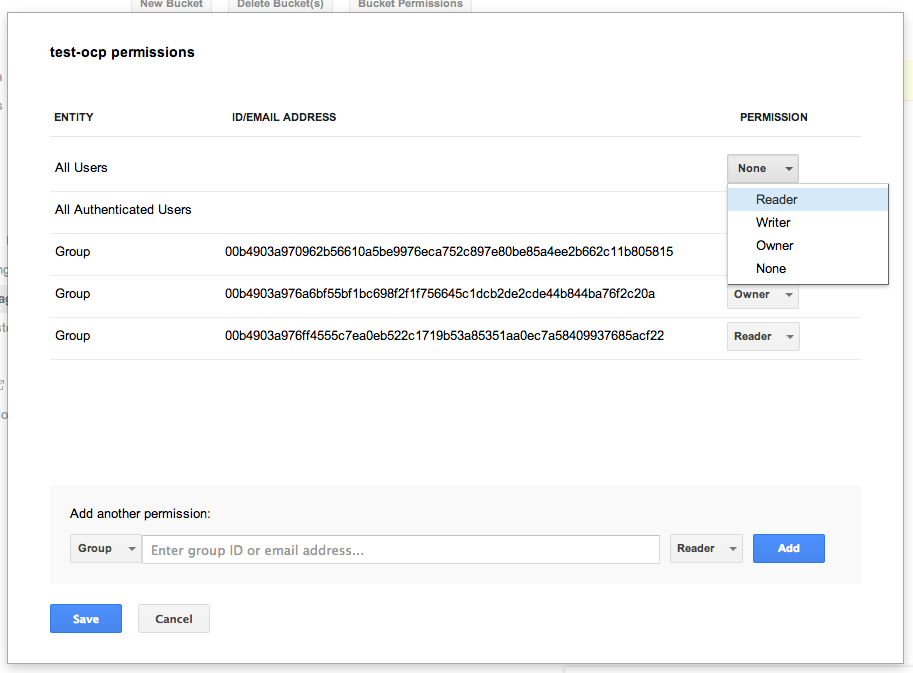 New Bucket Delete Bucket(s) Bucket Permissions
test-ocp permissions
ENTITY ID/EMAIL ADDRESS PERMISSION
All Users None
Reader
All Authenticated Users
Writer
Owner
Group 00b4903a970962b56610a5be9976eca752c897e80be85a4ee2b662c11b805815
None
Group 00b4903a976a6bf55bf1bc698f2f1f756645c1dcb2de2cde44b844ba76f2c20a Owner
Group 00b4903a976ff4555c7ea0eb522c1719b53a85351aa0ec7a58409937685acf22 Reader
Add another permission:
Group Enter group ID or email address... Reader Add
Save Cancel